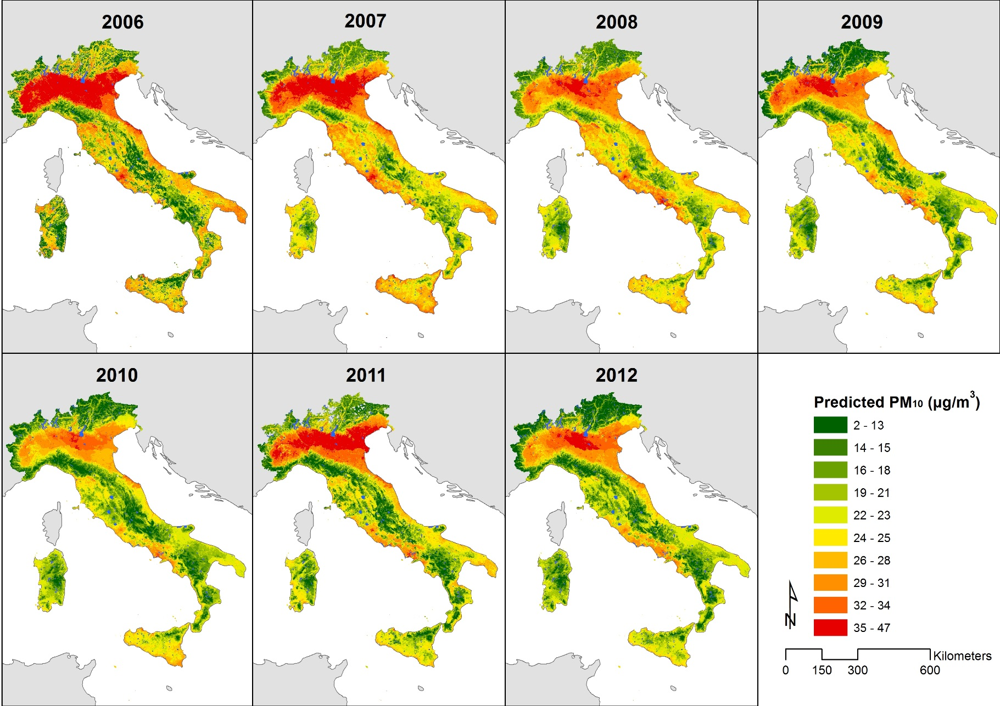 2006
2007
2008
2009
2010
2011
2012
Predicted PM10 (µg/m³)
2 - 13
14 - 15
16 - 18
19 - 21
22 - 23
24 - 25
26 - 28
29 - 31
32 - 34
35 - 47
N
Kilometers
0 150 300 600